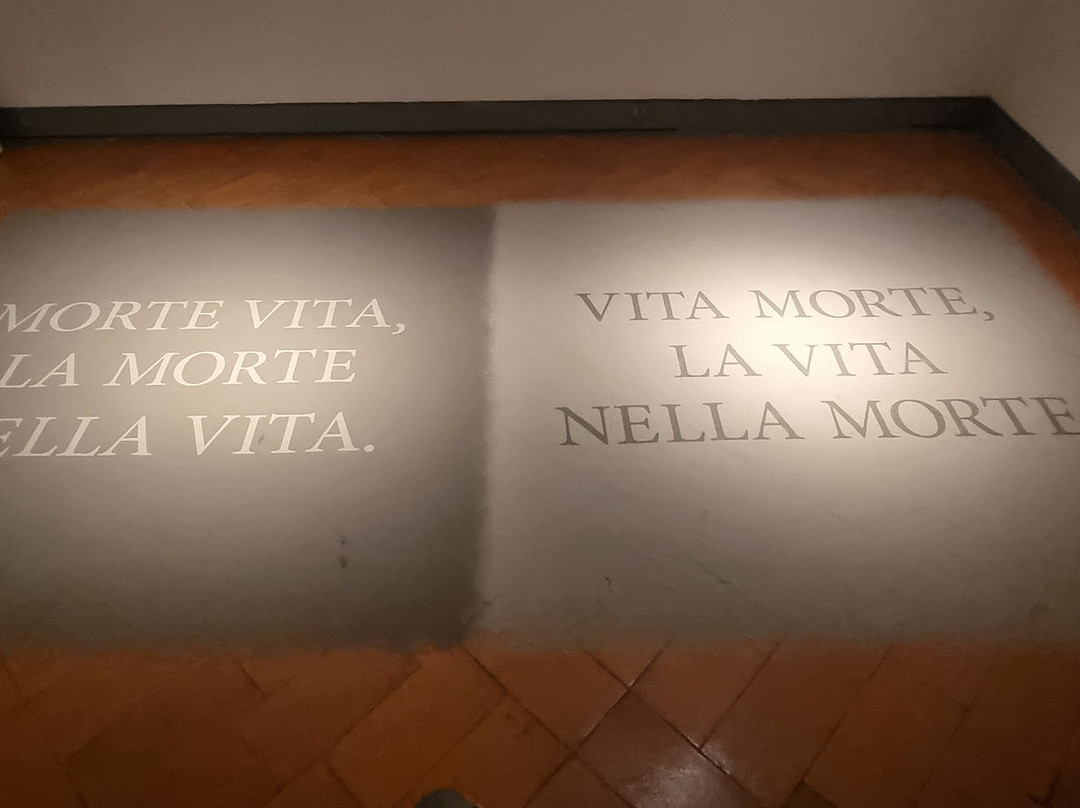 MORTE VITA,
LA MORTE
ELLA VITA.
VITA MORTE,
LA VITA
NELLA MORTE